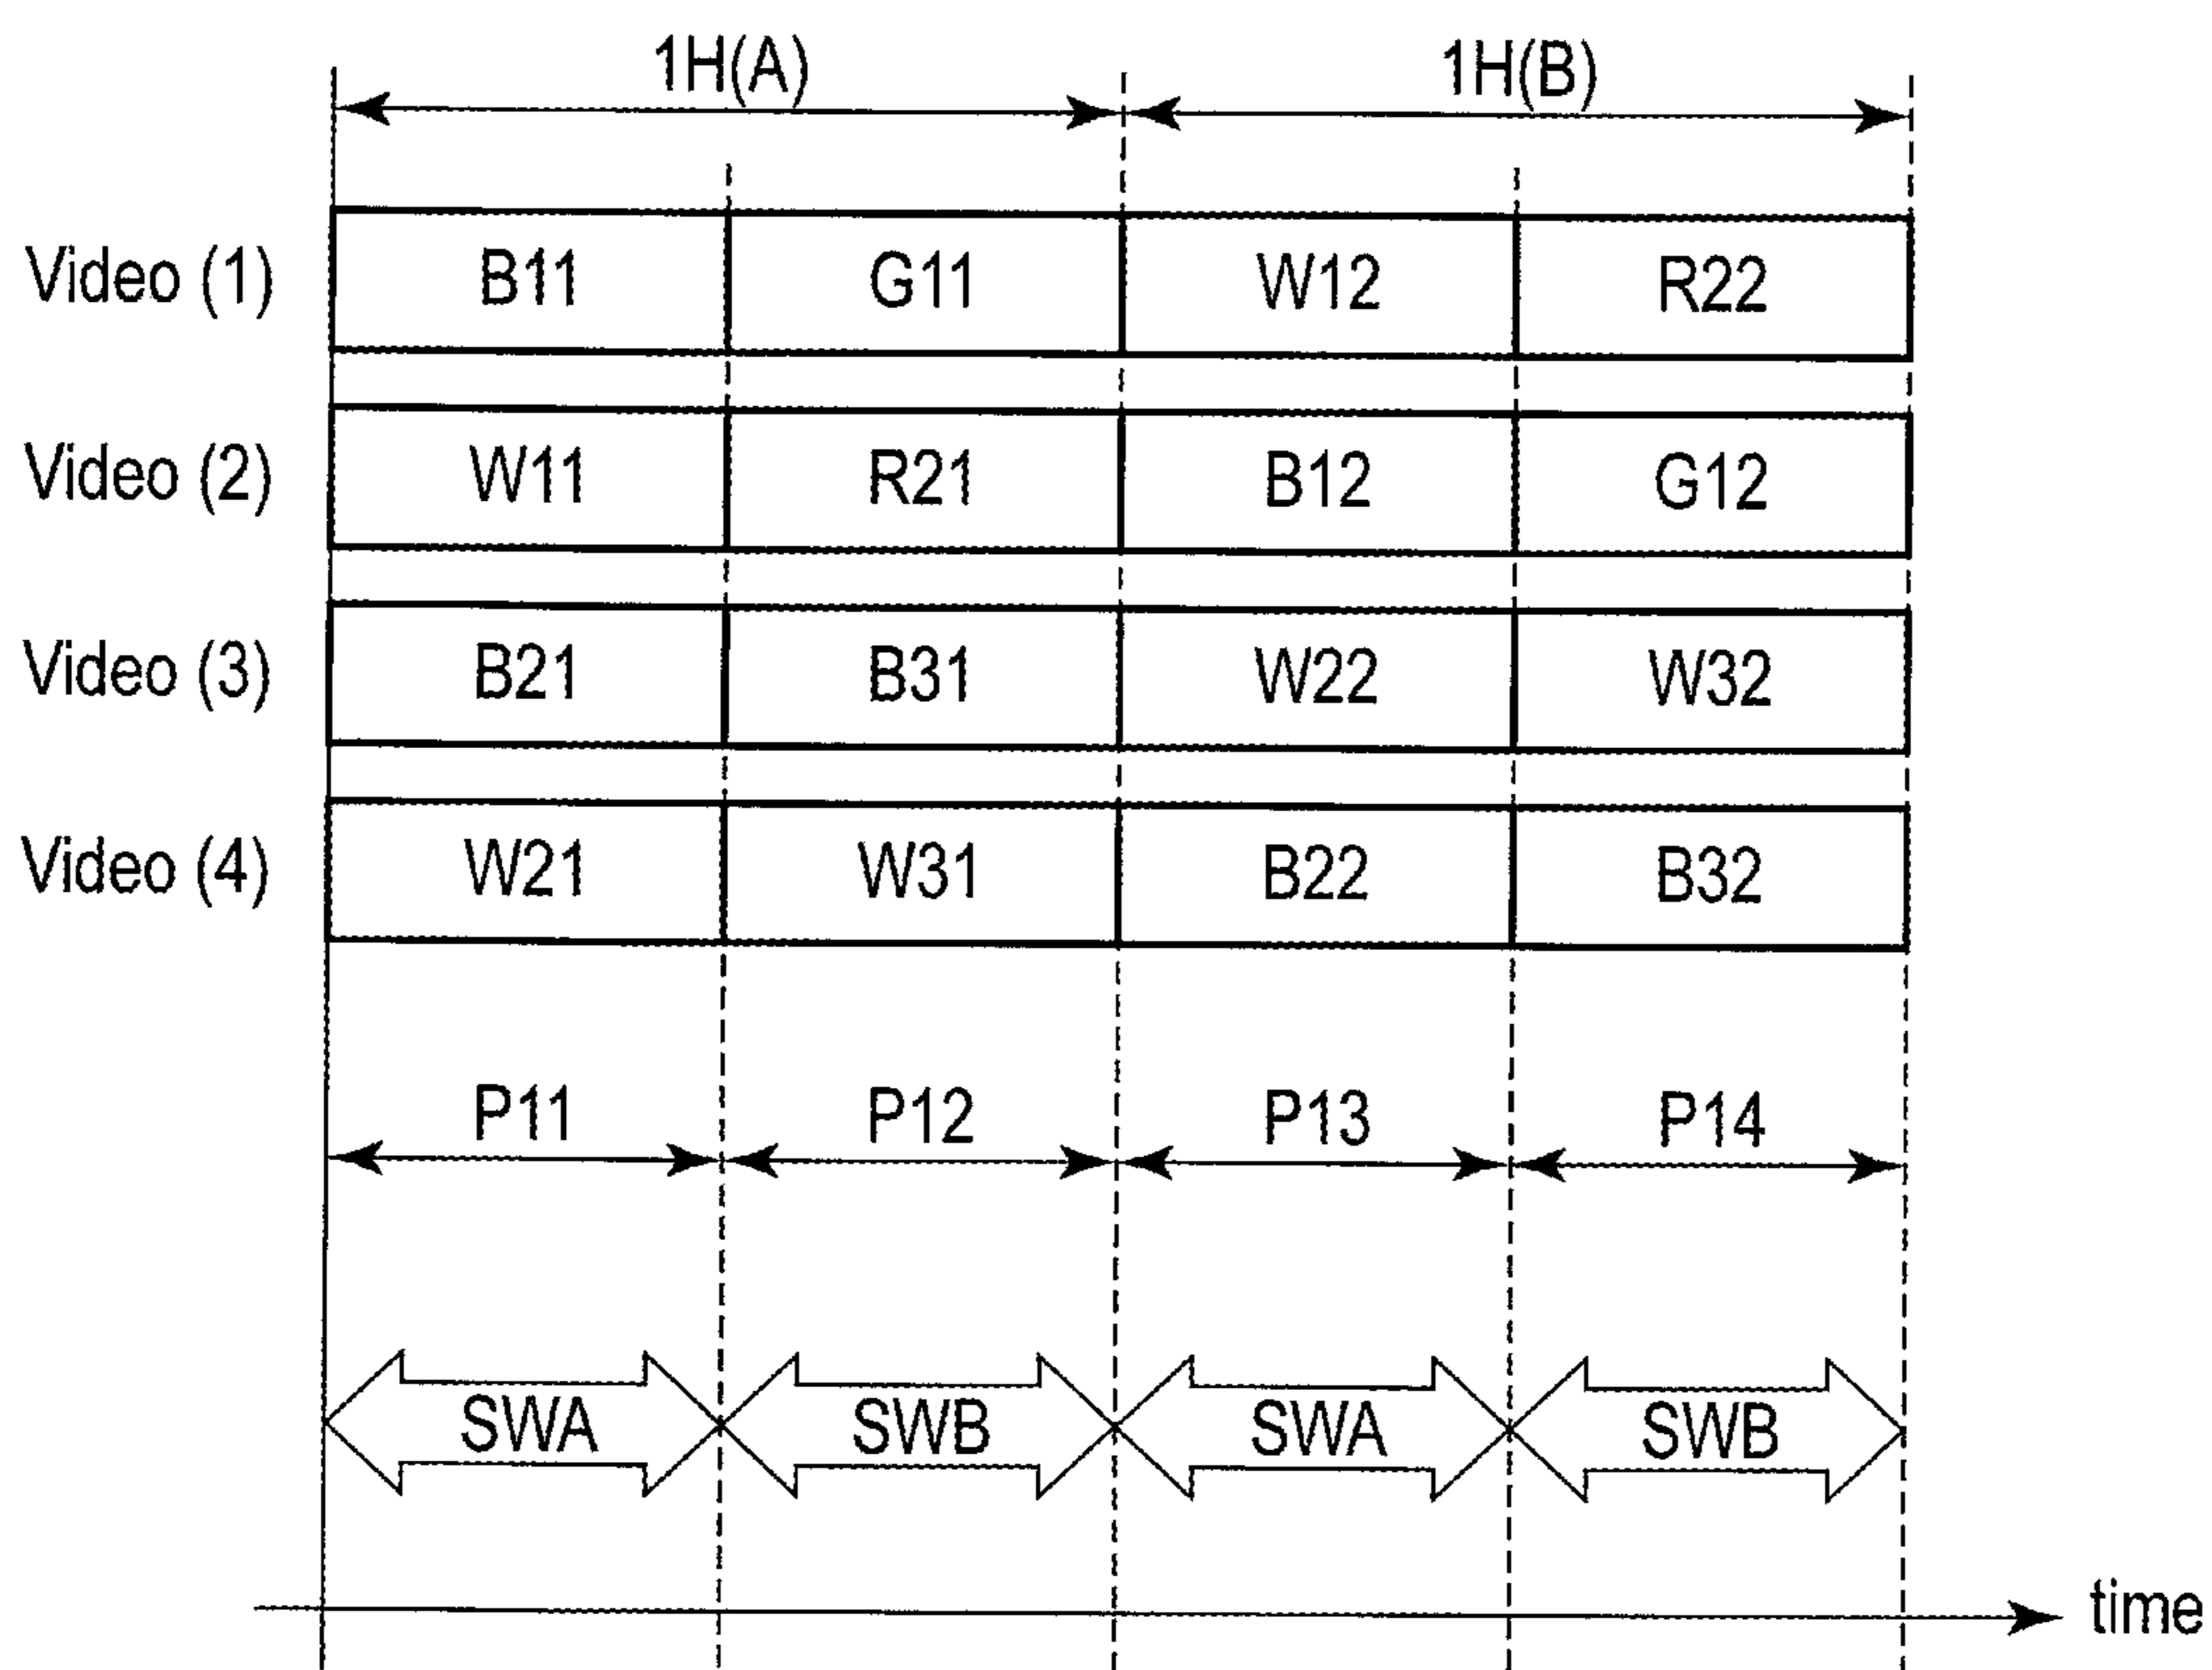 1H(A) 1H(B)
Video (1) B11 G11 W12 R22
Video (2) W11 R21 B12 G12
Video (3) B21 B31 W22 W32
Video (4) W21 W31 B22 B32
P11 P12 P13 P14
SWA SWB SWA SWB
time